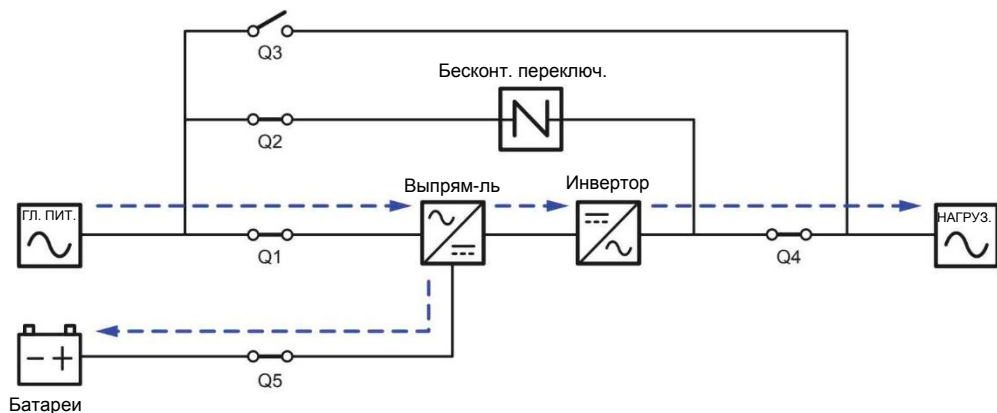 Q3
Бесконт. переключ.
Q2
Выпрям-ль
Инвертор
ГЛ. ПИТ.
НАГРУЗ.
Q1
Q4
Q5
Батареи